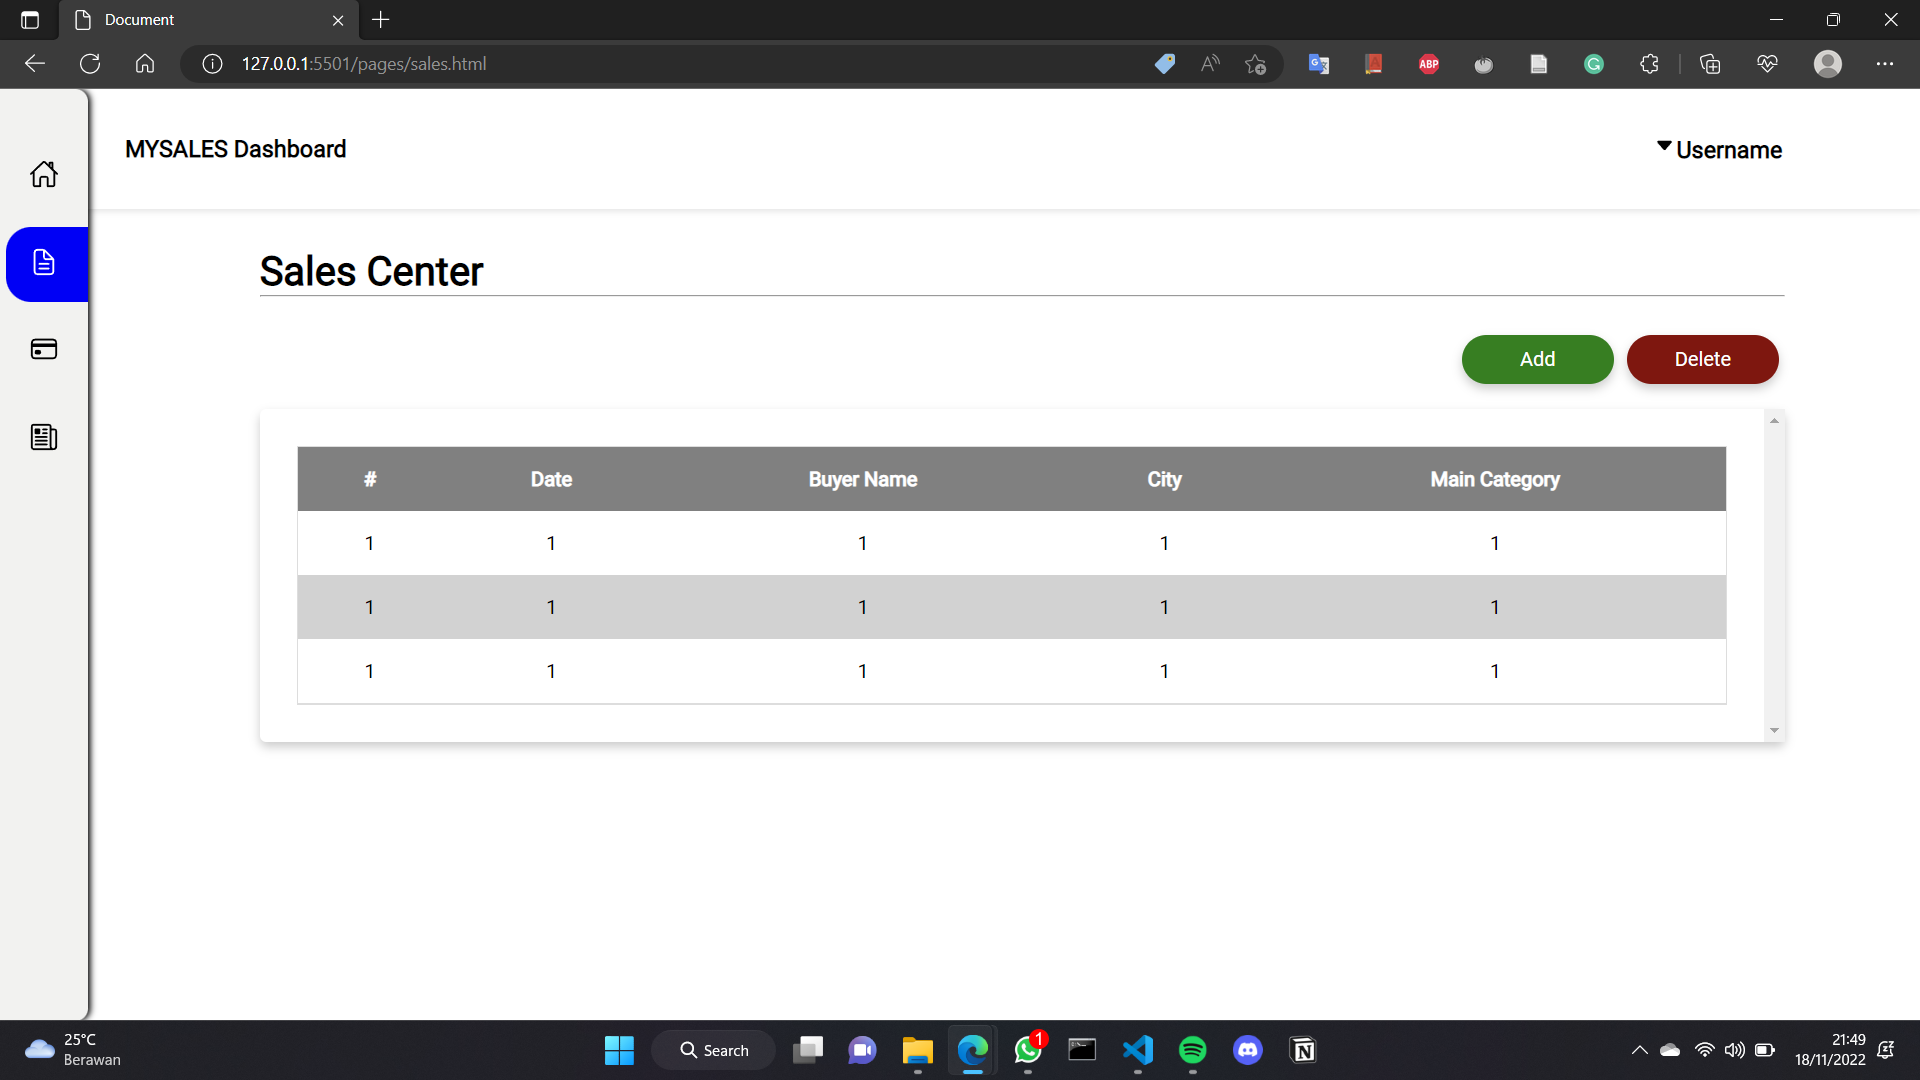 Document
127.0.0.1:5501/pages/sales.html
ABP
MYSALES Dashboard
Username
Sales Center
Add
Delete
# Date Buyer Name City Main Category
1 1 1 1 1
1 1 1 1 1
1 1 1 1 1
25°C
Berawan
Search
1
21:49
18/11/2022